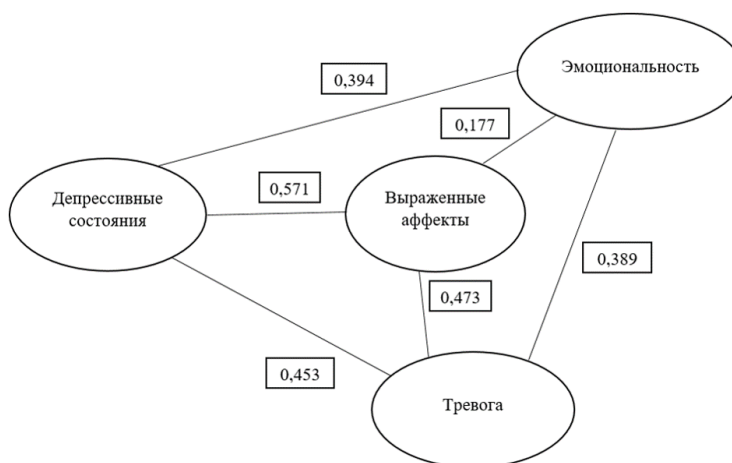 Эмоциональность
0,394
0,177
Депрессивные
состояния
0,571
Выраженные
аффекты
0,389
0,473
0,453
Тревога